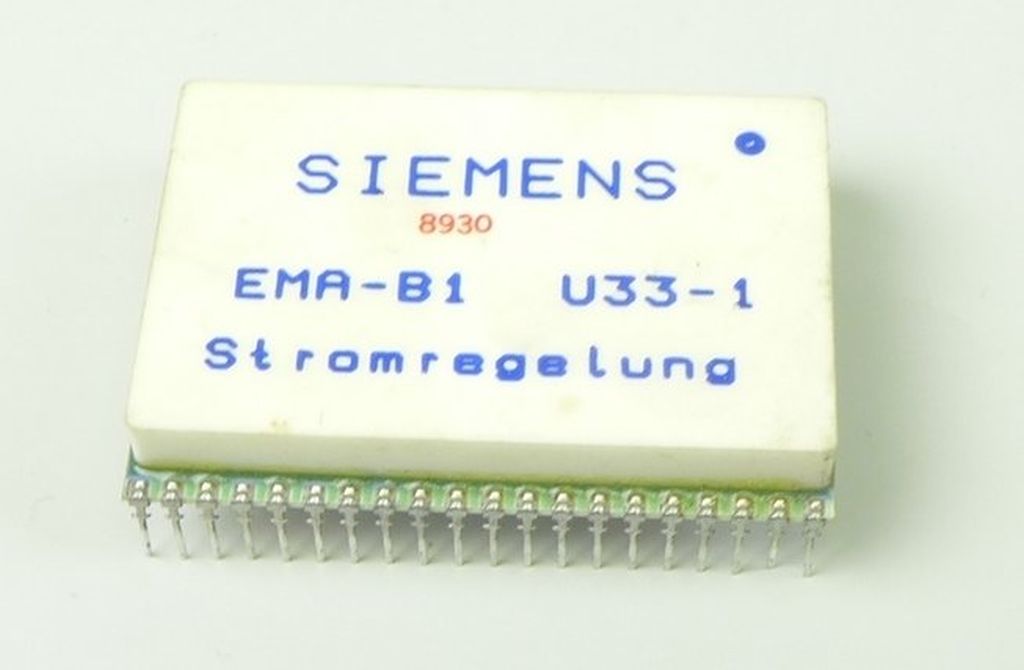 SIEMENS
8930
EMA-B1 U33-1
Stromregelung